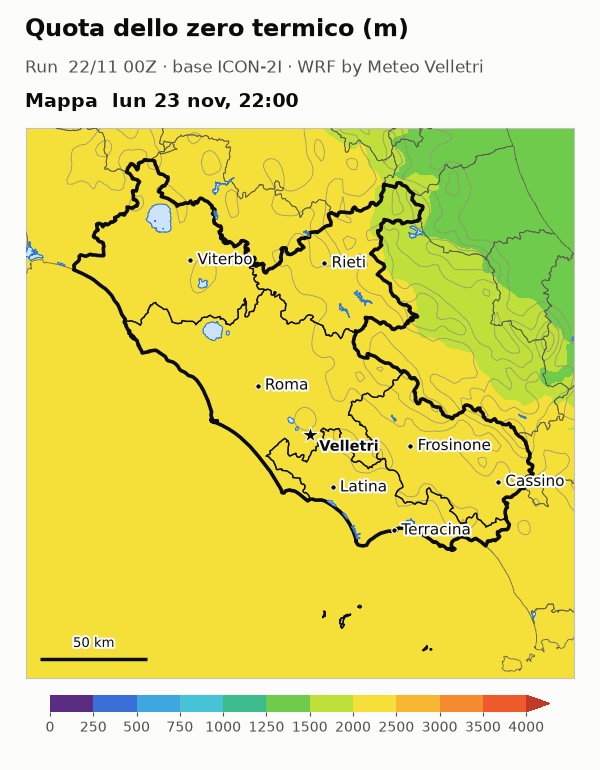 Quota dello zero termico (m)
Run  22/11 00Z · base ICON-2I · WRF by Meteo Velletri
Mappa  lun 23 nov, 22:00
Viterbo
Rieti
Roma
Velletri
Frosinone
Cassino
Latina
Terracina
50 km
0 250 500 750 1000 1250 1500 2000 2500 3000 3500 4000